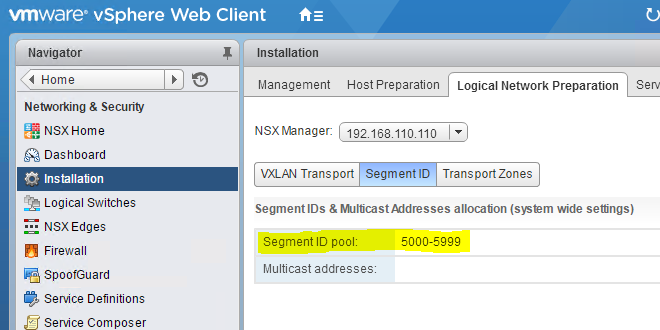 vmware® vSphere Web Client
Navigator
Home
Networking & Security
NSX Home
Dashboard
Installation
Logical Switches
NSX Edges
Firewall
SpoofGuard
Service Definitions
Service Composer
Installation
Management Host Preparation Logical Network Preparation Serv
NSX Manager: 192.168.110.110
VXLAN Transport Segment ID Transport Zones
Segment IDs & Multicast Addresses allocation (system wide settings)
Segment ID pool: 5000-5999
Multicast addresses: